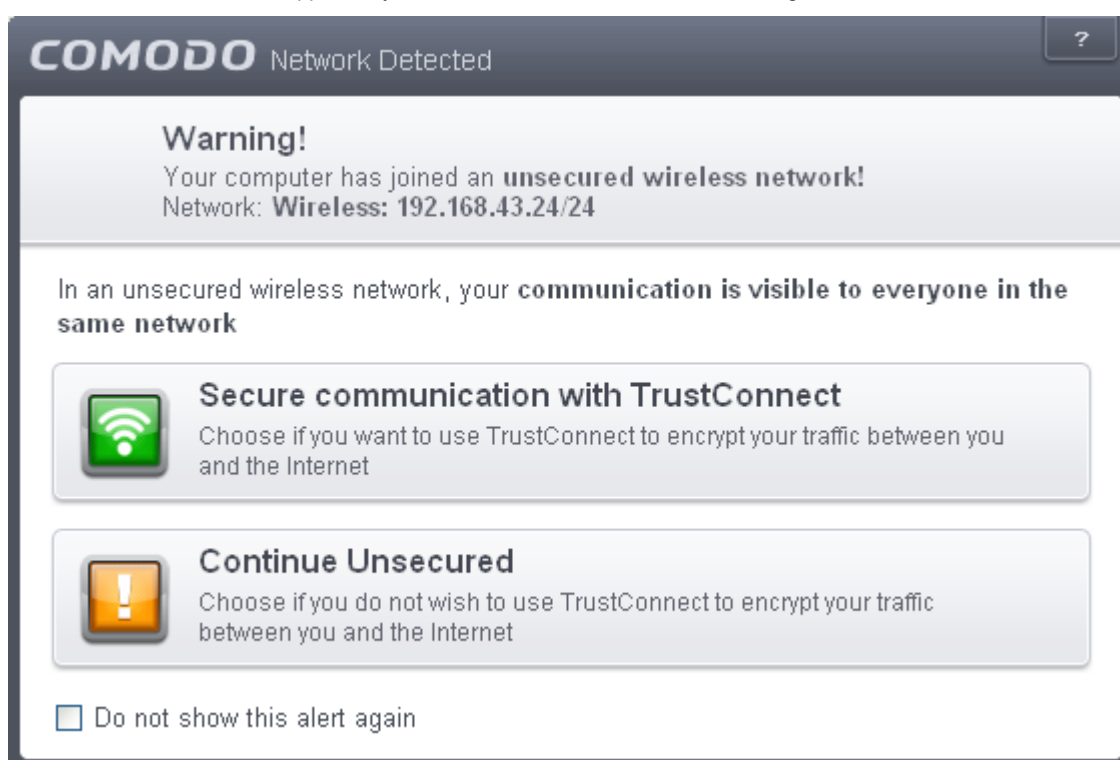 COMODO Network Detected
?
Warning!
Your computer has joined an unsecured wireless network!
Network: Wireless: 192.168.43.24/24
In an unsecured wireless network, your communication is visible to everyone in the
same network
Secure communication with TrustConnect
Choose if you want to use TrustConnect to encrypt your traffic between you
and the Internet
Continue Unsecured
Choose if you do not wish to use TrustConnect to encrypt your traffic
between you and the Internet
Do not show this alert again